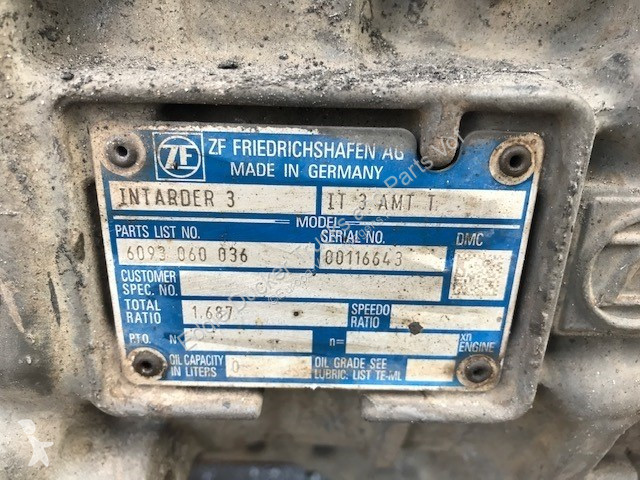 ZF
ZF FRIEDRICHSHAFEN AG
MADE IN GERMANY
INTARDER 3 IT 3 AMT T
MODEL
PARTS LIST NO. SERIAL NO. DMC
6093 060 036 00116643
CUSTOMER
SPEC. NO.
TOTAL
RATIO 1.687 SPEEDO
RATIO
P.T.O. N n= xn
ENGINE
OIL CAPACITY
IN LITERS 0 OIL GRADE SEE
LUBRIC. LIST TE-ML